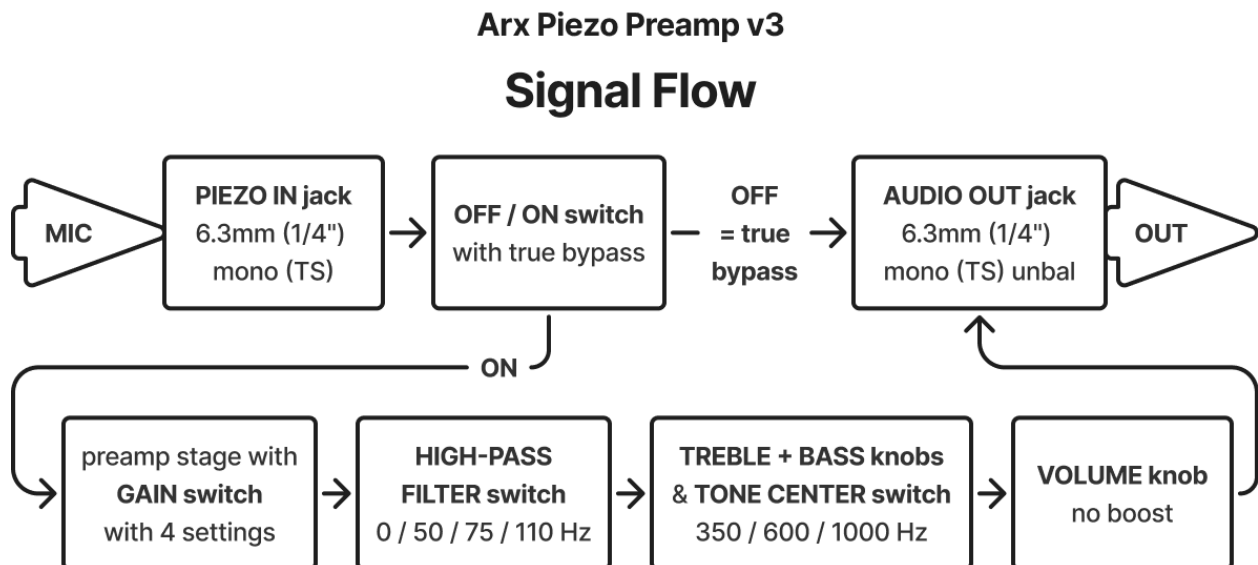 Arx Piezo Preamp v3
Signal Flow
MIC
PIEZO IN jack
6.3mm (1/4")
mono (TS)
OFF / ON switch
with true bypass
OFF
= true
bypass
AUDIO OUT jack
6.3mm (1/4")
mono (TS) unbal
OUT
ON
preamp stage with
GAIN switch
with 4 settings
HIGH-PASS
FILTER switch
0 / 50 / 75 / 110 Hz
TREBLE + BASS knobs
& TONE CENTER switch
350 / 600 / 1000 Hz
VOLUME knob
no boost